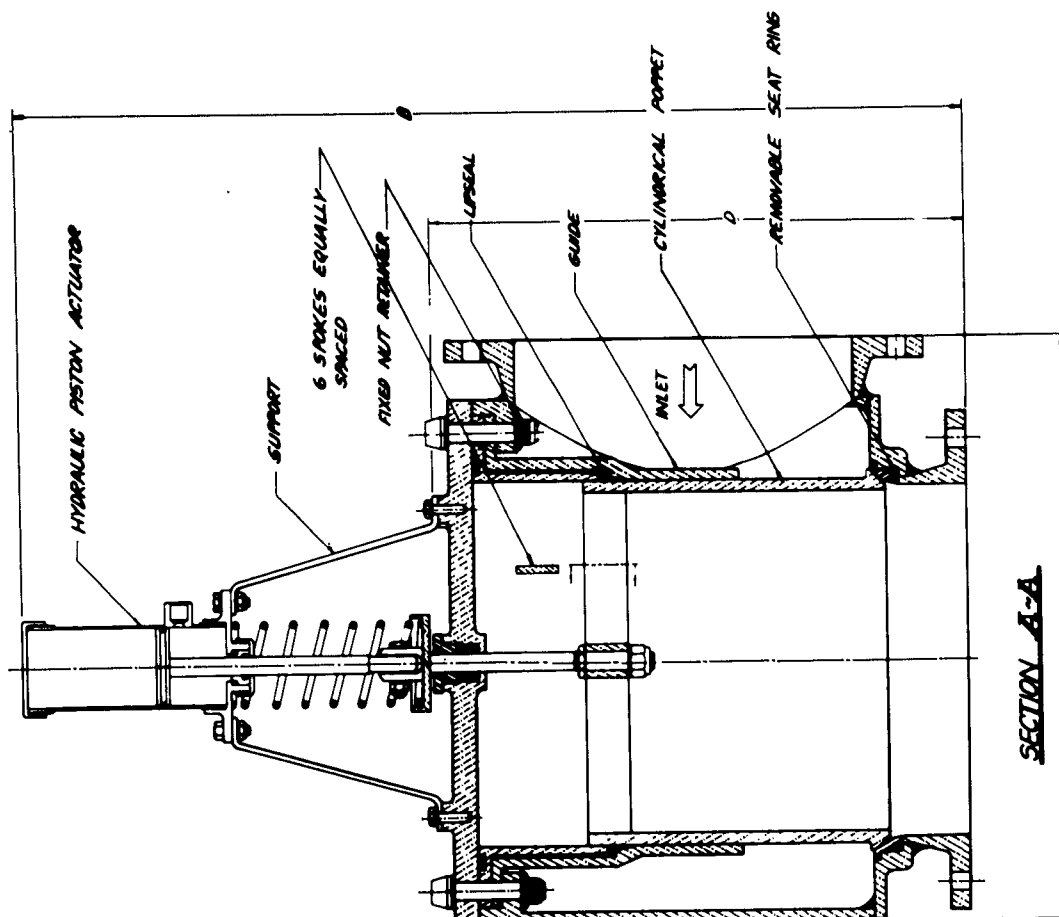 HYDRAULIC PISTON ACTUATOR
SUPPORT
6 SPOKES EQUALLY
SPACED
FIXED NUT RETAINER
LIPSEAL
GUIDE
CYLINDRICAL POPPET
REMOVABLE SEAT RING
B
D
INLET
SECTION A-A